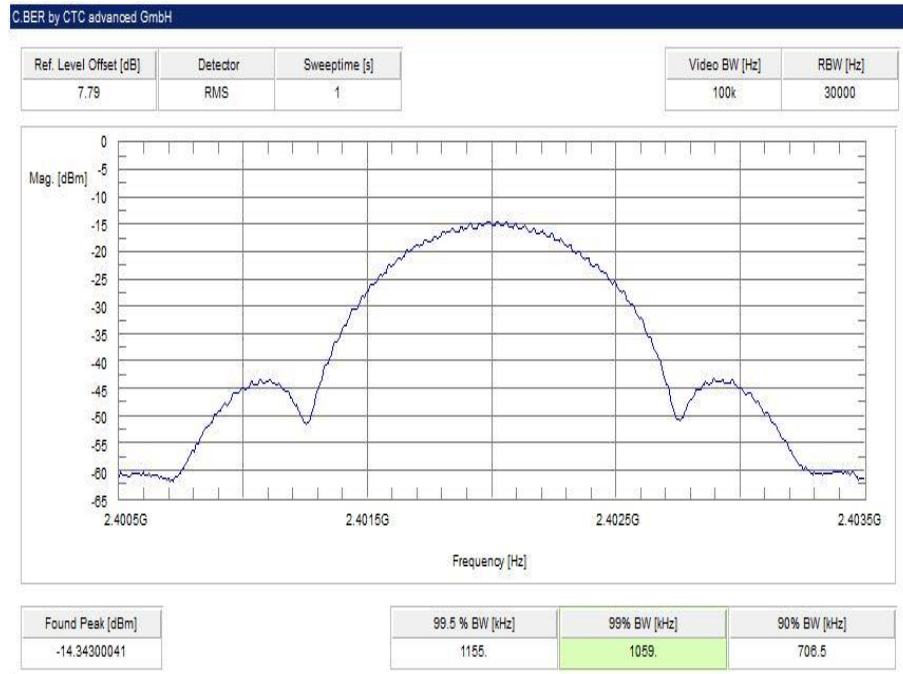 C.BER by CTC advanced GmbH
Ref. Level Offset [dB] Detector Sweeptime [s] Video BW [Hz] RBW [Hz]
7.79 RMS 1 100k 30000
Mag. [dBm]
0
-5
-10
-15
-20
-25
-30
-35
-40
-45
-50
-55
-60
-65
2.4005G 2.4015G 2.4025G 2.4035G
Frequency [Hz]
Found Peak [dBm] 99.5 % BW [kHz] 99% BW [kHz] 90% BW [kHz]
-14.34300041 1155. 1059. 706.5